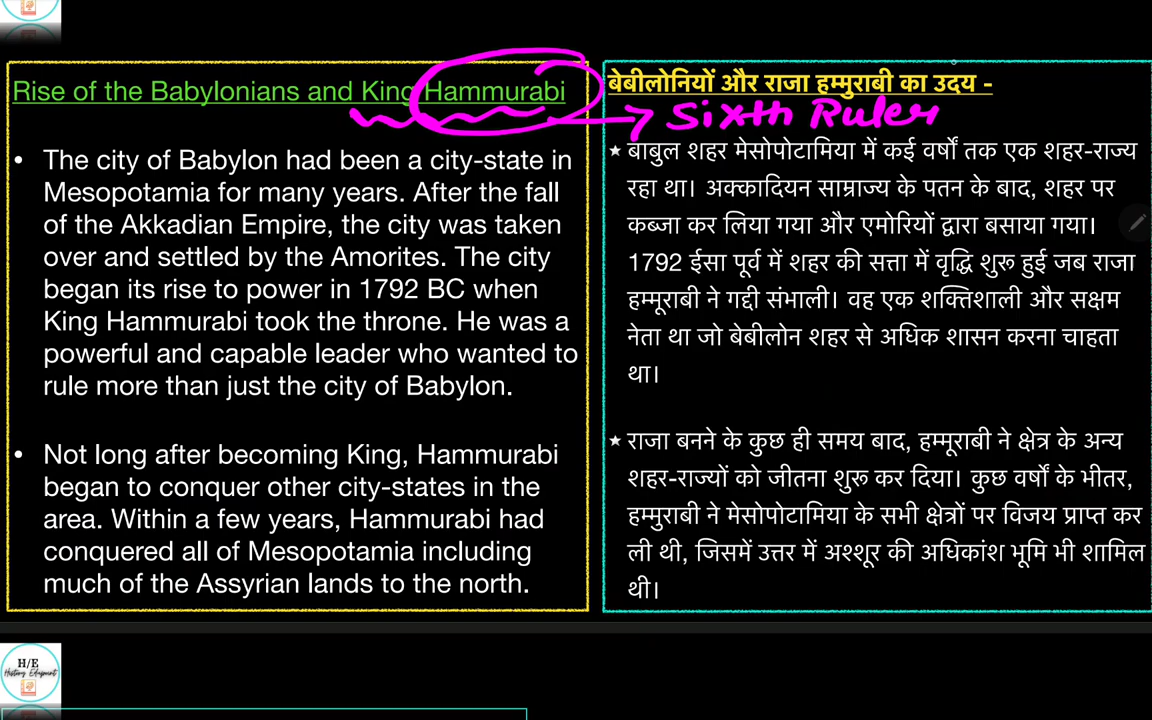 Rise of the Babylonians and King Hammurabi
• The city of Babylon had been a city-state in
Mesopotamia for many years. After the fall
of the Akkadian Empire, the city was taken
over and settled by the Amorites. The city
began its rise to power in 1792 BC when
King Hammurabi took the throne. He was a
powerful and capable leader who wanted to
rule more than just the city of Babylon.
• Not long after becoming King, Hammurabi
began to conquer other city-states in the
area. Within a few years, Hammurabi had
conquered all of Mesopotamia including
much of the Assyrian lands to the north.
बेबीलोनियों और राजा हम्मुराबी का उदय -
→ Sixth Ruler
★ बाबुल शहर मेसोपोटामिया में कई वर्षों तक एक शहर-राज्य
रहा था। अक्कादियन साम्राज्य के पतन के बाद, शहर पर
कब्जा कर लिया गया और एमोरियों द्वारा बसाया गया।
1792 ईसा पूर्व में शहर की सत्ता में वृद्धि शुरू हुई जब राजा
हम्मूराबी ने गद्दी संभाली। वह एक शक्तिशाली और सक्षम
नेता था जो बेबीलोन शहर से अधिक शासन करना चाहता
था।
★ राजा बनने के कुछ ही समय बाद, हम्मूराबी ने क्षेत्र के अन्य
शहर-राज्यों को जीतना शुरू कर दिया। कुछ वर्षों के भीतर,
हम्मुराबी ने मेसोपोटामिया के सभी क्षेत्रों पर विजय प्राप्त कर
ली थी, जिसमें उत्तर में अश्शूर की अधिकांश भूमि भी शामिल
थी।
H/E
History Edupoint